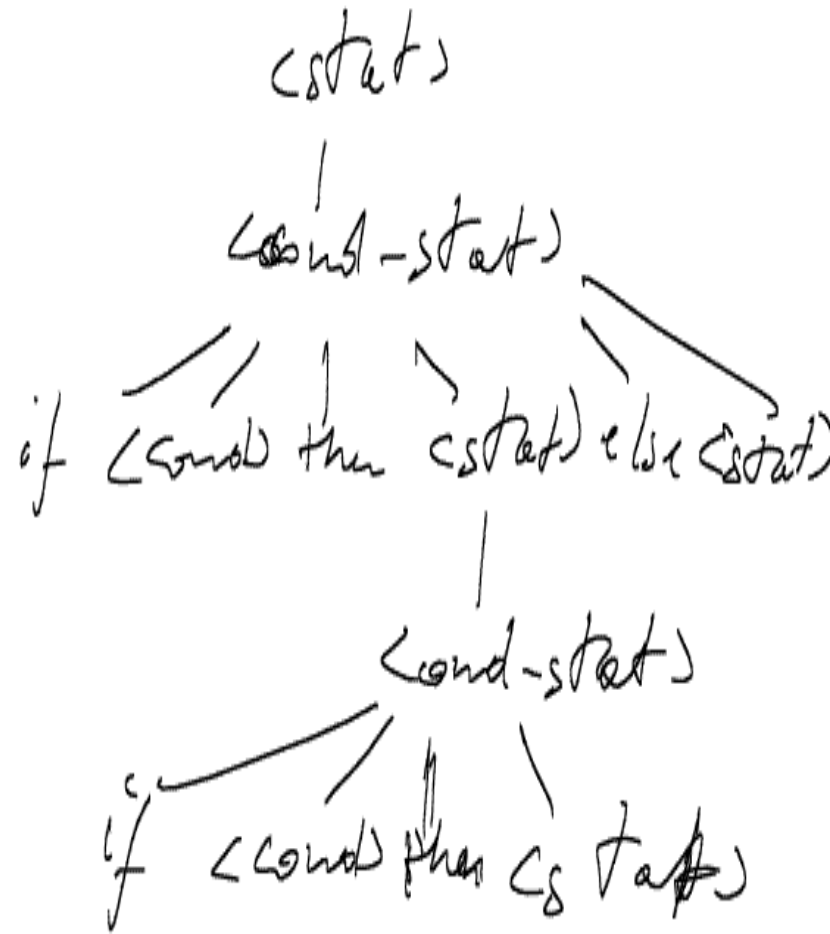 <stat>
<cond-stat>
if <cond> then <stat> else <stat>
<cond-stat>
if <cond> then <stat>